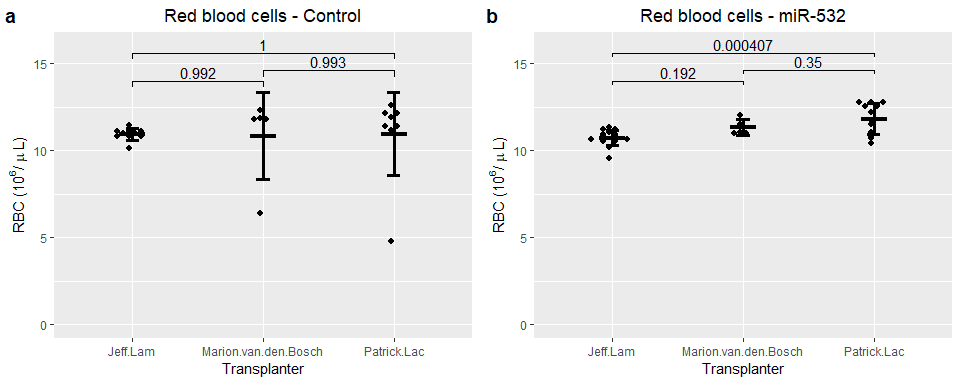 a
Red blood cells - Control
1
0.992
0.993
15
10
5
0
RBC (10⁶/ μ L)
Jeff.Lam
Marion.van.den.Bosch
Patrick.Lac
Transplanter
b
Red blood cells - miR-532
0.000407
0.192
0.35
15
10
5
0
RBC (10⁶/ μ L)
Jeff.Lam
Marion.van.den.Bosch
Patrick.Lac
Transplanter